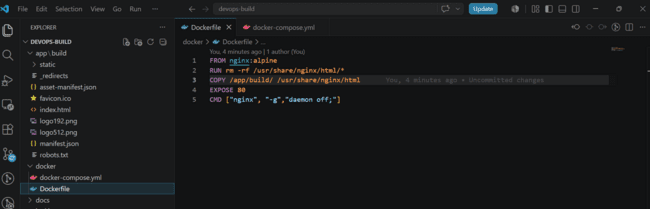 File Edit Selection View Go Run ...
devops-build
Update
EXPLORER
DEVOPS-BUILD
app\build
static
_redirects
asset-manifest.json
favicon.ico
index.html
logo192.png
logo512.png
manifest.json
robots.txt
docker
docker-compose.yml
Dockerfile
docs
Dockerfile
docker-compose.yml
docker > Dockerfile > ...
You, 4 minutes ago | 1 author (You)
1 FROM nginx:alpine
2 RUN rm -rf /usr/share/nginx/html/*
3 COPY /app/build/ /usr/share/nginx/html You, 4 minutes ago • Uncommitted changes
4 EXPOSE 80
5 CMD ["nginx", "-g","daemon off;"]